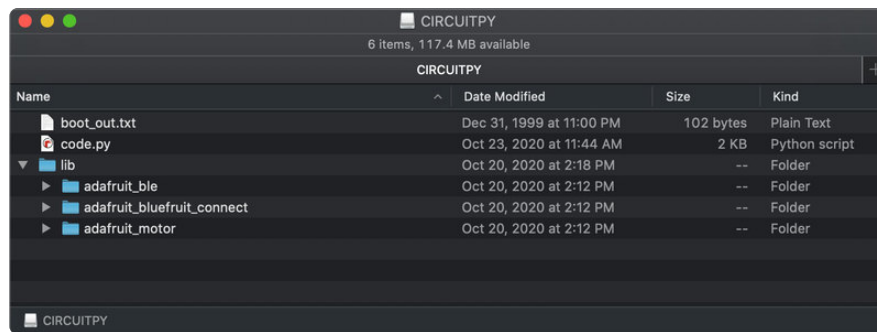 CIRCUITPY
6 items, 117.4 MB available
CIRCUITPY +
Name ^ Date Modified Size Kind
boot_out.txt Dec 31, 1999 at 11:00 PM 102 bytes Plain Text
code.py Oct 23, 2020 at 11:44 AM 2 KB Python script
lib Oct 20, 2020 at 2:18 PM -- Folder
adafruit_ble Oct 20, 2020 at 2:12 PM -- Folder
adafruit_bluefruit_connect Oct 20, 2020 at 2:12 PM -- Folder
adafruit_motor Oct 20, 2020 at 2:12 PM -- Folder
CIRCUITPY